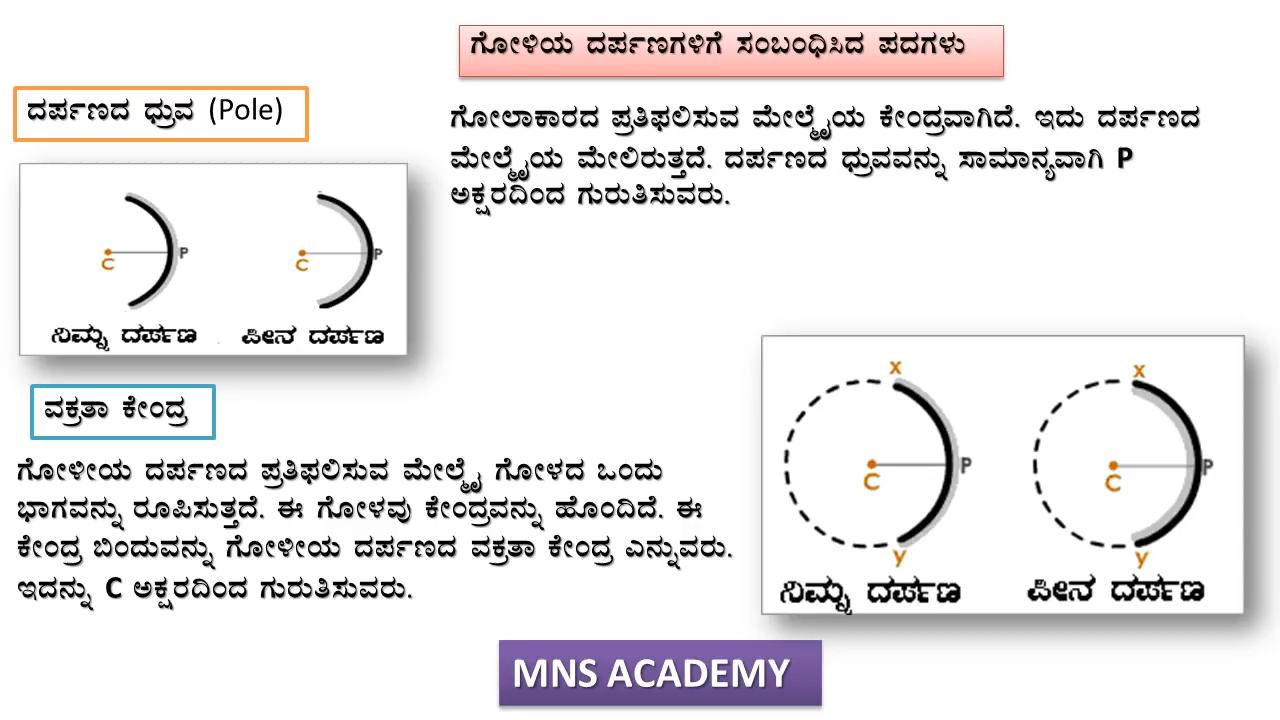 ಗೋಳಿಯ ದರ್ಪಣಗಳಿಗೆ ಸಂಬಂಧಿಸಿದ ಪದಗಳು
ದರ್ಪಣದ ಧ್ರುವ (Pole)
ಗೋಲಾಕಾರದ ಪ್ರತಿಫಲಿಸುವ ಮೇಲ್ಮೈಯ ಕೇಂದ್ರವಾಗಿದೆ. ಇದು ದರ್ಪಣದ
ಮೇಲ್ಮೈಯ ಮೇಲಿರುತ್ತದೆ. ದರ್ಪಣದ ಧ್ರುವವನ್ನು ಸಾಮಾನ್ಯವಾಗಿ P
ಅಕ್ಷರದಿಂದ ಗುರುತಿಸುವರು.
C P C P
ನಿಮ್ನ ದರ್ಪಣ ಪೀನ ದರ್ಪಣ
ವಕ್ರತಾ ಕೇಂದ್ರ
ಗೋಳೀಯ ದರ್ಪಣದ ಪ್ರತಿಫಲಿಸುವ ಮೇಲ್ಮೈ ಗೋಳದ ಒಂದು
ಭಾಗವನ್ನು ರೂಪಿಸುತ್ತದೆ. ಈ ಗೋಳವು ಕೇಂದ್ರವನ್ನು ಹೊಂದಿದೆ. ಈ
ಕೇಂದ್ರ ಬಿಂದುವನ್ನು ಗೋಳೀಯ ದರ್ಪಣದ ವಕ್ರತಾ ಕೇಂದ್ರ ಎನ್ನುವರು.
ಇದನ್ನು C ಅಕ್ಷರದಿಂದ ಗುರುತಿಸುವರು.
x x
C P C P
y y
ನಿಮ್ನ ದರ್ಪಣ ಪೀನ ದರ್ಪಣ
MNS ACADEMY